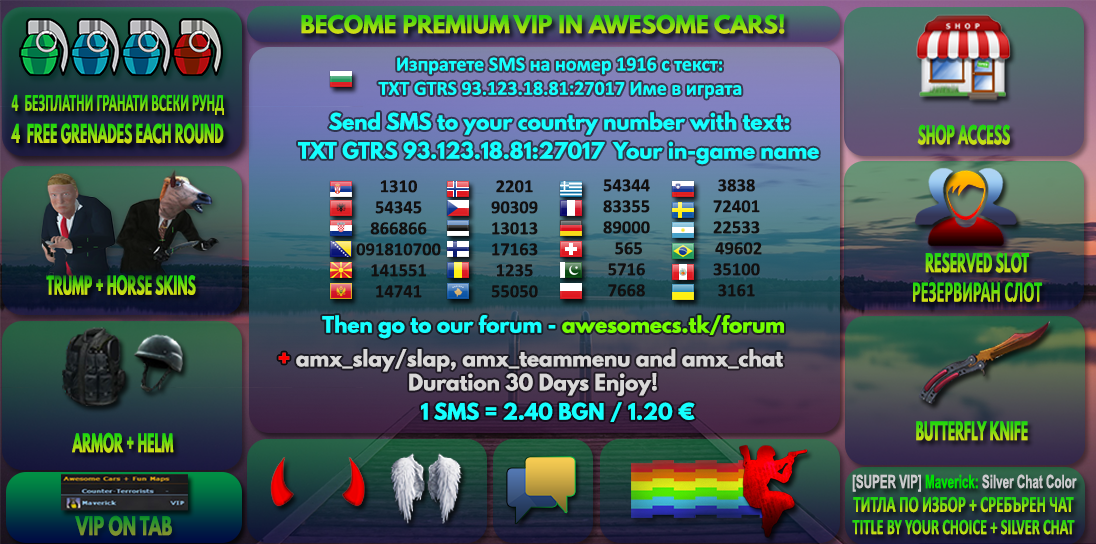 BECOME PREMIUM VIP IN AWESOME CARS!
Изпратете SMS на номер 1916 с текст:
TXT GTRS 93.123.18.81:27017 Име в играта
Send SMS to your country number with text:
TXT GTRS 93.123.18.81:27017 Your in-game name
1310 2201 54344 3838
54345 90309 83355 72401
866866 13013 89000 22533
091810700 17163 565 49602
141551 1235 5716 35100
14741 55050 7668 3161
Then go to our forum - awesomecs.tk/forum
+ amx_slay/slap, amx_teammenu and amx_chat
Duration 30 Days Enjoy!
1 SMS = 2.40 BGN / 1.20 €
4 БЕЗПЛАТНИ ГРАНАТИ ВСЕКИ РУНД
4 FREE GRENADES EACH ROUND
TRUMP + HORSE SKINS
ARMOR + HELM
Awesome Cars + Fun Maps
Counter-Terrorists -
Maverick VIP
VIP ON TAB
SHOP
SHOP ACCESS
RESERVED SLOT
РЕЗЕРВИРАН СЛОТ
BUTTERFLY KNIFE
[SUPER VIP] Maverick: Silver Chat Color
ТИТЛА ПО ИЗБОР + СРЕБЪРЕН ЧАТ
TITLE BY YOUR CHOICE + SILVER CHAT